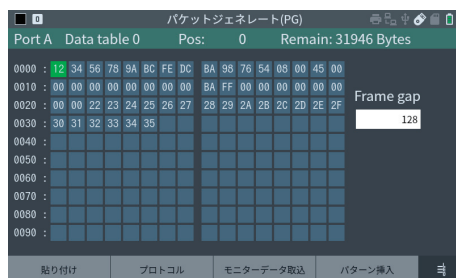 0 パケットジェネレート(PG)
Port A Data table 0 Pos: 0 Remain: 31946 Bytes
0000 : 12 34 56 78 9A BC FE DC BA 98 76 54 08 00 45 00
0010 : 00 00 00 00 00 00 00 00 BA FF 00 00 00 00 00 00
0020 : 00 00 22 23 24 25 26 27 28 29 2A 2B 2C 2D 2E 2F
0030 : 30 31 32 33 34 35
0040 :
0050 :
0060 :
0070 :
0080 :
0090 :
Frame gap
128
貼り付け プロトコル モニターデータ取込 パターン挿入